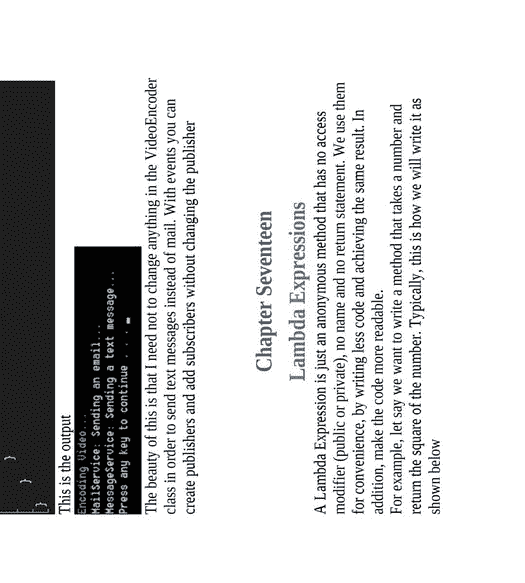 }
}
}
This is the output
Encoding Video...
MailService: Sending an email...
MessageService: Sending a text message...
Press any key to continue . . .
The beauty of this is that I need not to change anything in the VideoEncoder
class in order to send text messages instead of mail. With events you can
create publishers and add subscribers without changing the publisher
Chapter Seventeen
Lambda Expressions
A Lambda Expression is just an anonymous method that has no access
modifier (public or private), no name and no return statement. We use them
for convenience, by writing less code and achieving the same result. In
addition, make the code more readable.
For example, let say we want to write a method that takes a number and
return the square of the number. Typically, this is how we will write it as
shown below